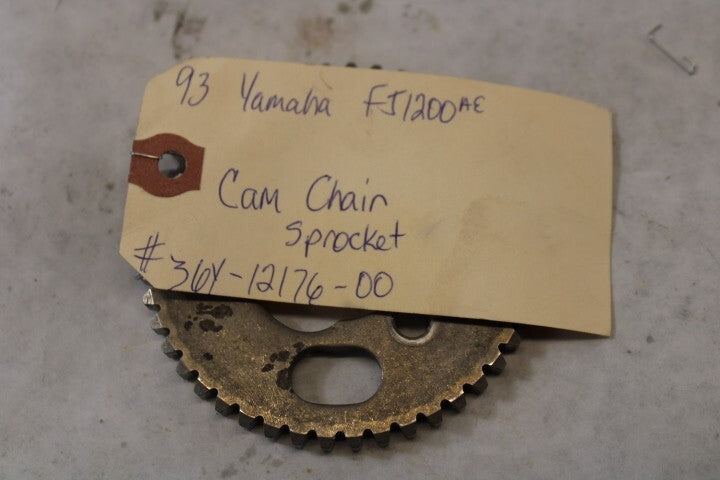 93 Yamaha FJ1200AE
Cam Chain
Sprocket
# 36Y-12176-00